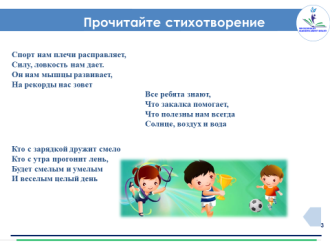 Прочитайте стихотворение
Спорт нам плечи расправляет,
Силу, ловкость нам дает.
Он нам мышцы развивает,
На рекорды нас зовет
Все ребята знают,
Что закалка помогает,
Что полезны нам всегда
Солнце, воздух и вода
Кто с зарядкой дружит смело
Кто с утра прогонит лень,
Будет смелым и умелым
И веселым целый день
3